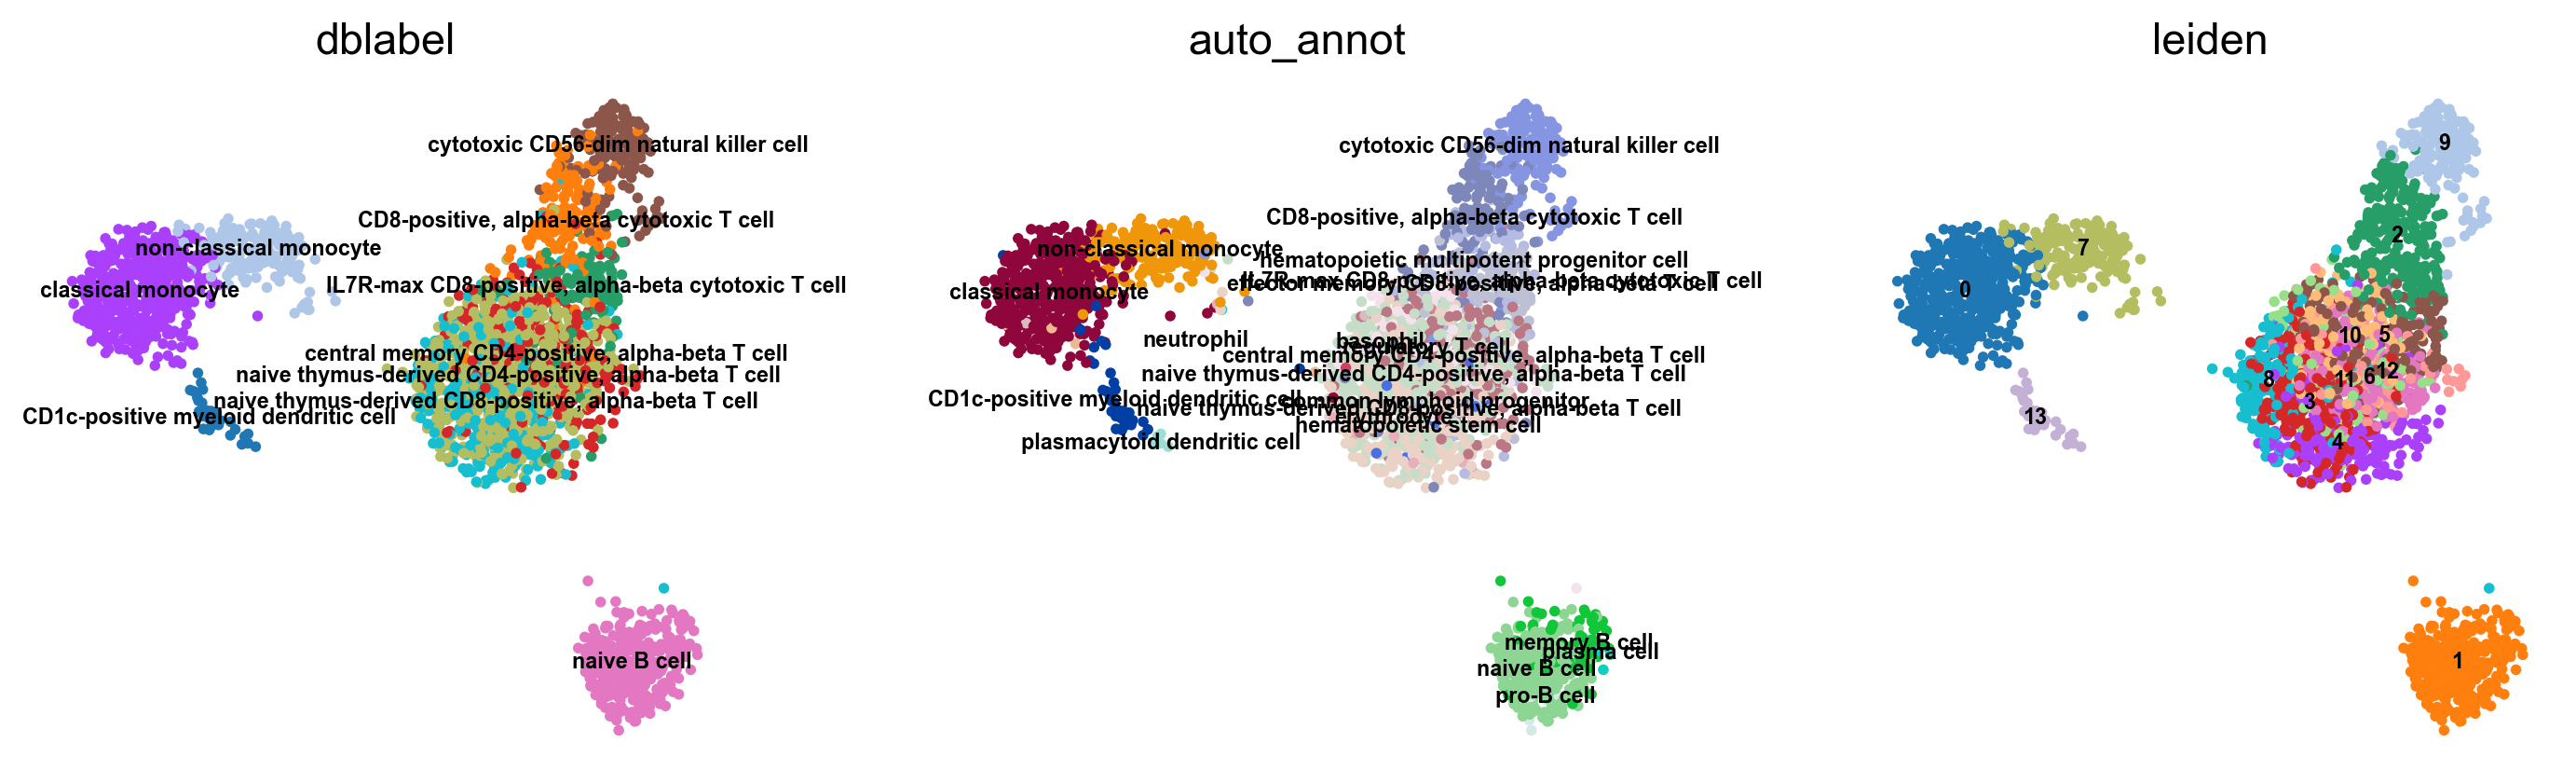 dblabel
cytotoxic CD56-dim natural killer cell
CD8-positive, alpha-beta cytotoxic T cell
non-classical monocyte
IL7R-max CD8-positive, alpha-beta cytotoxic T cell
classical monocyte
central memory CD4-positive, alpha-beta T cell
naive thymus-derived CD4-positive, alpha-beta T cell
naive thymus-derived CD8-positive, alpha-beta T cell
CD1c-positive myeloid dendritic cell
naive B cell
auto_annot
cytotoxic CD56-dim natural killer cell
CD8-positive, alpha-beta cytotoxic T cell
non-classical monocyte
hematopoietic multipotent progenitor cell
IL7R-max CD8-positive, alpha-beta cytotoxic T cell
effector memory CD8-positive, alpha-beta T cell
classical monocyte
neutrophil
basophil
regulatory T cell
central memory CD4-positive, alpha-beta T cell
naive thymus-derived CD4-positive, alpha-beta T cell
CD1c-positive myeloid dendritic cell
common lymphoid progenitor
naive thymus-derived CD8-positive, alpha-beta T cell
erythrocyte
hematopoietic stem cell
plasmacytoid dendritic cell
memory B cell
plasma cell
naive B cell
pro-B cell
leiden
9
2
7
0
10
5
12
6
11
8
3
13
4
1